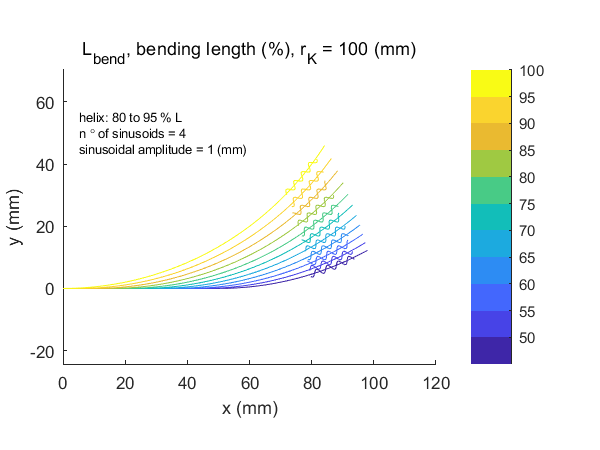 L_bend, bending length (%), r_K = 100 (mm)
helix: 80 to 95 % L
n ° of sinusoids = 4
sinusoidal amplitude = 1 (mm)
y (mm)
60
40
20
0
-20
0 20 40 60 80 100 120
x (mm)
100
95
90
85
80
75
70
65
60
55
50